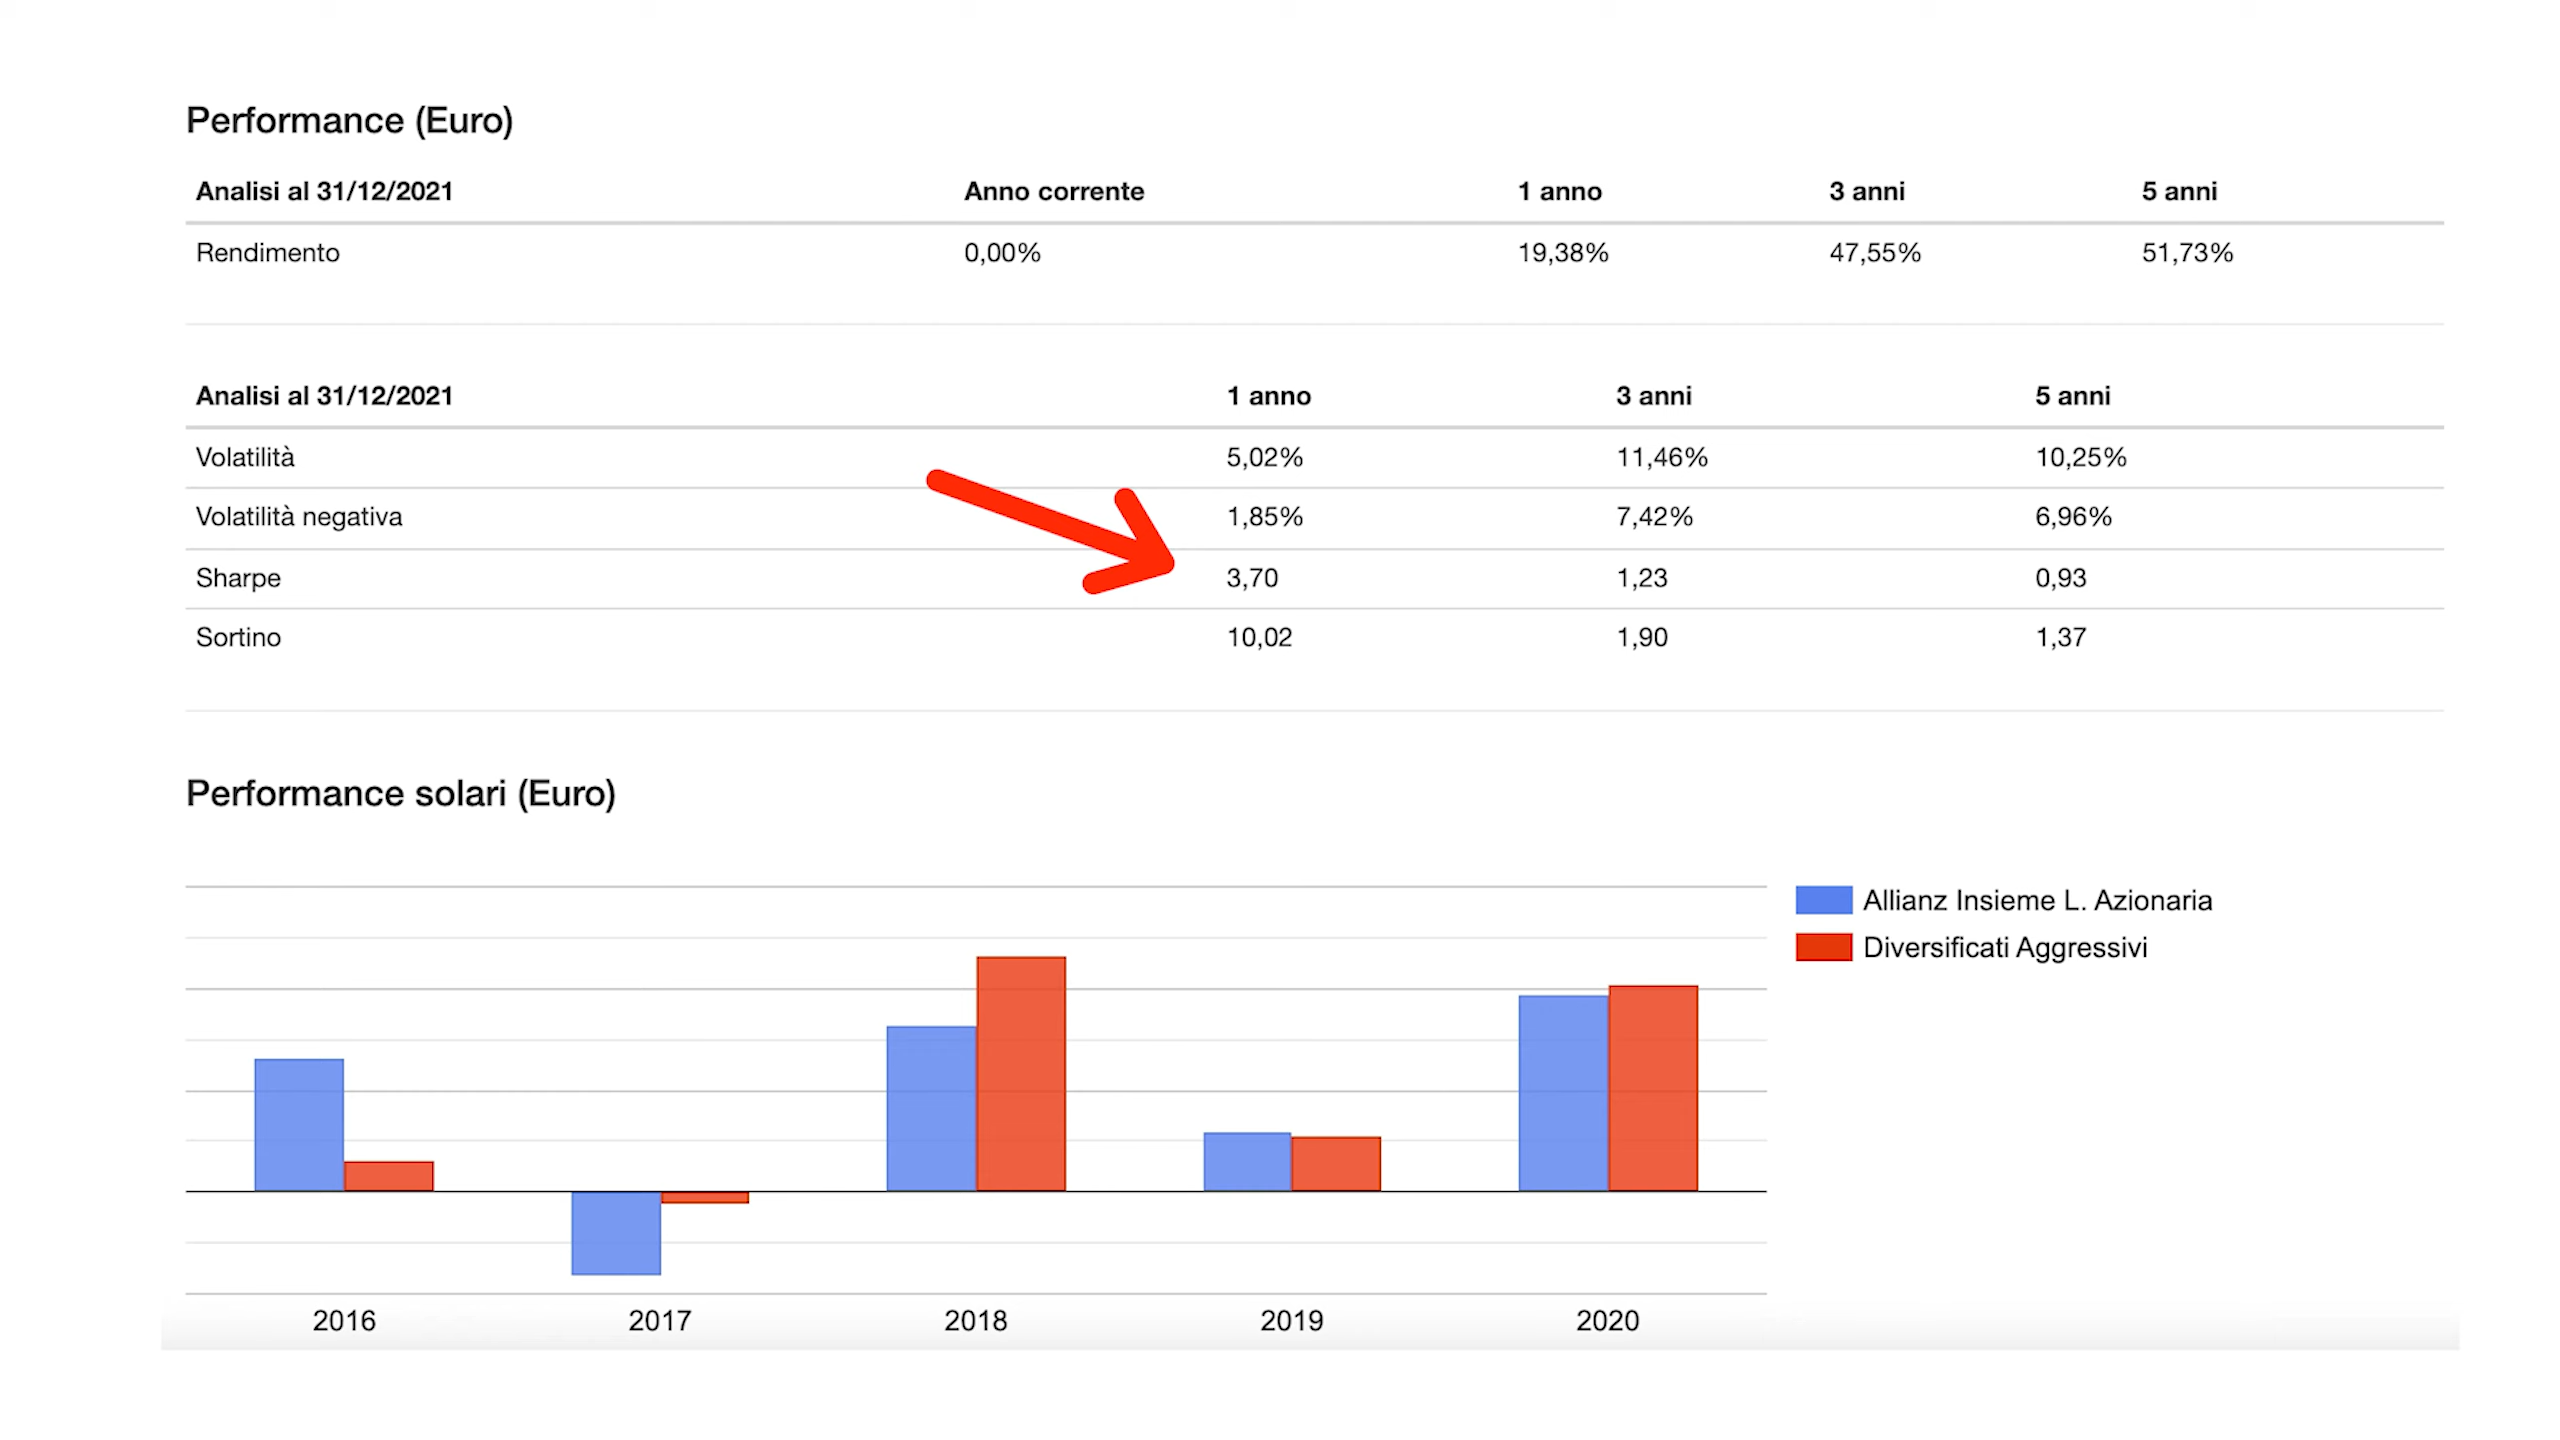 Performance (Euro)
Analisi al 31/12/2021 Anno corrente 1 anno 3 anni 5 anni
Rendimento 0,00% 19,38% 47,55% 51,73%
Analisi al 31/12/2021 1 anno 3 anni 5 anni
Volatilità 5,02% 11,46% 10,25%
Volatilità negativa 1,85% 7,42% 6,96%
Sharpe 3,70 1,23 0,93
Sortino 10,02 1,90 1,37
Performance solari (Euro)
Allianz Insieme L. Azionaria
Diversificati Aggressivi
2016 2017 2018 2019 2020